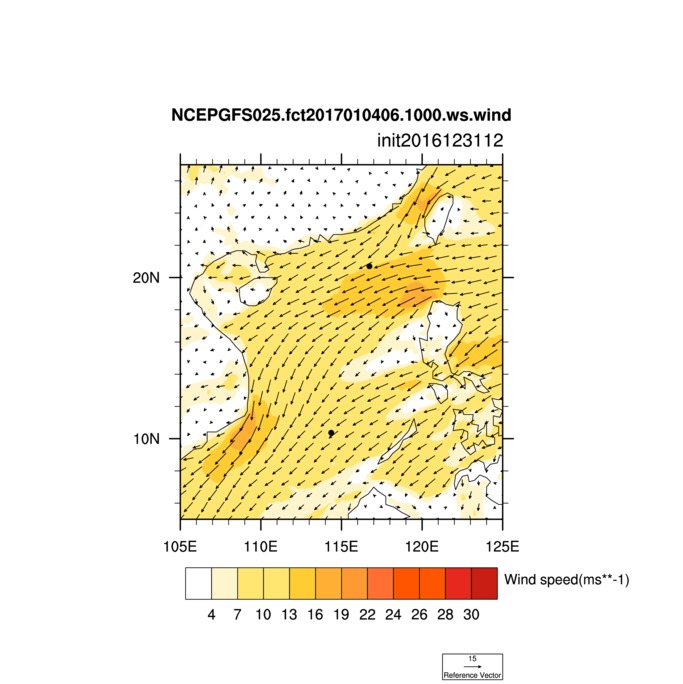 NCEPGFS025.fct2017010406.1000.ws.wind
init2016123112
20N
10N
105E 110E 115E 120E 125E
Wind speed(ms**-1)
4 7 10 13 16 19 22 24 26 28 30
15
Reference Vector